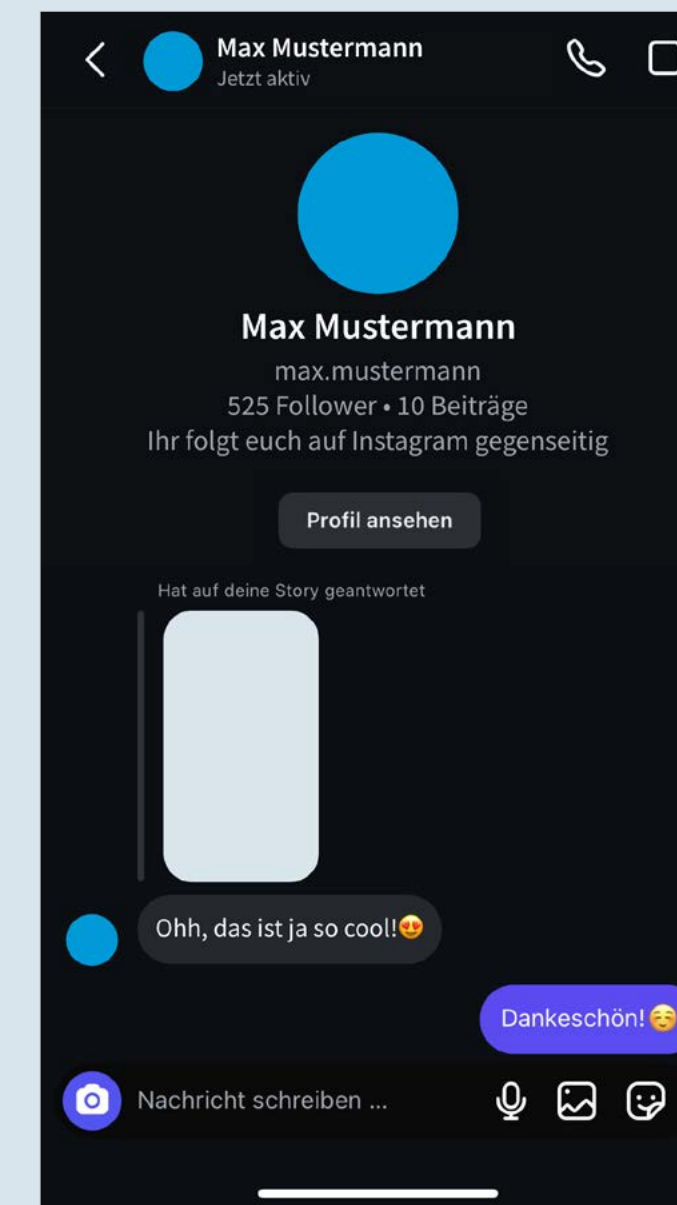 Max Mustermann
Jetzt aktiv
Max Mustermann
max.mustermann
525 Follower • 10 Beiträge
Ihr folgt euch auf Instagram gegenseitig
Profil ansehen
Hat auf deine Story geantwortet
Ohh, das ist ja so cool!😍
Dankeschön!☺️
Nachricht schreiben ...